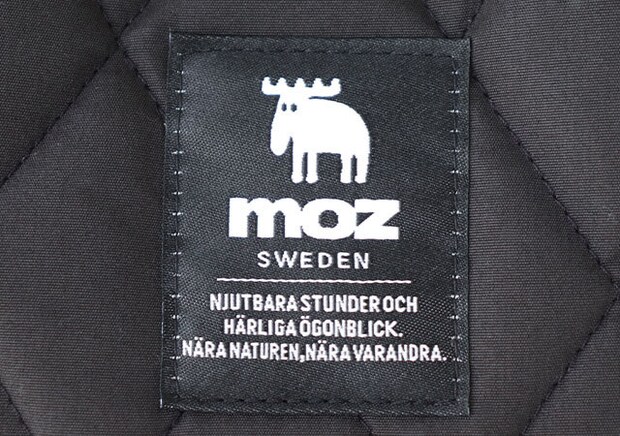 moz
SWEDEN
NJUTBARA STUNDER OCH
HÄRLIGA ÖGONBLICK.
NÄRA NATUREN, NÄRA VARANDRA.